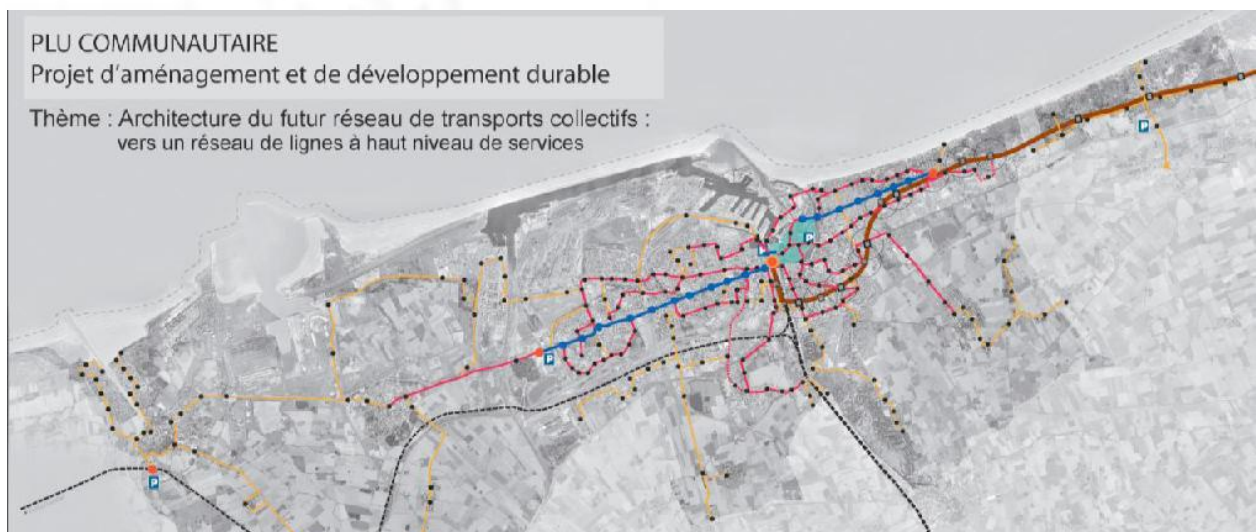 PLU COMMUNAUTAIRE
Projet d'aménagement et de développement durable
Thème : Architecture du futur réseau de transports collectifs :
vers un réseau de lignes à haut niveau de services
P
P
P
P